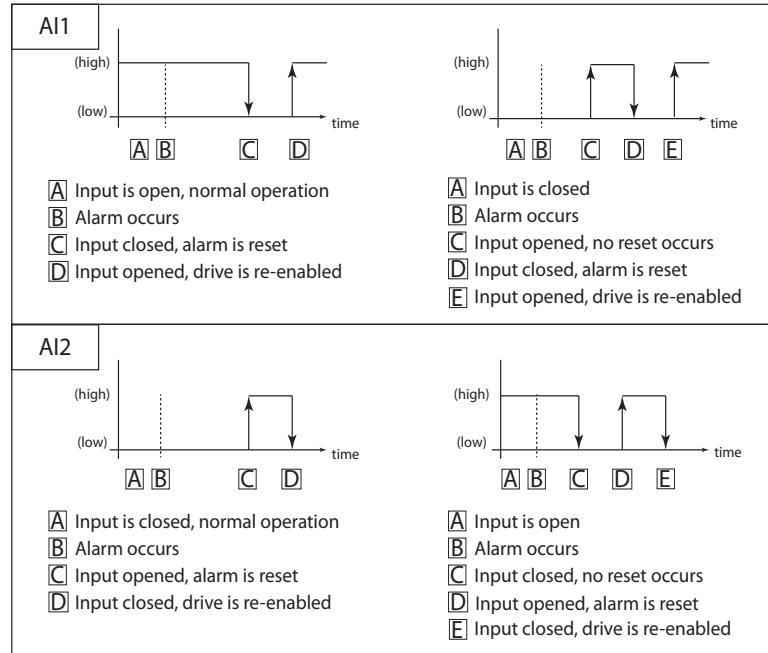 AI1
(high)
(low)
time
A B C D
A Input is open, normal operation
B Alarm occurs
C Input closed, alarm is reset
D Input opened, drive is re-enabled
(high)
(low)
time
A B C D E
A Input is closed
B Alarm occurs
C Input opened, no reset occurs
D Input closed, alarm is reset
E Input opened, drive is re-enabled
AI2
(high)
(low)
time
A B C D
A Input is closed, normal operation
B Alarm occurs
C Input opened, alarm is reset
D Input closed, drive is re-enabled
(high)
(low)
time
A B C D E
A Input is open
B Alarm occurs
C Input closed, no reset occurs
D Input opened, alarm is reset
E Input closed, drive is re-enabled